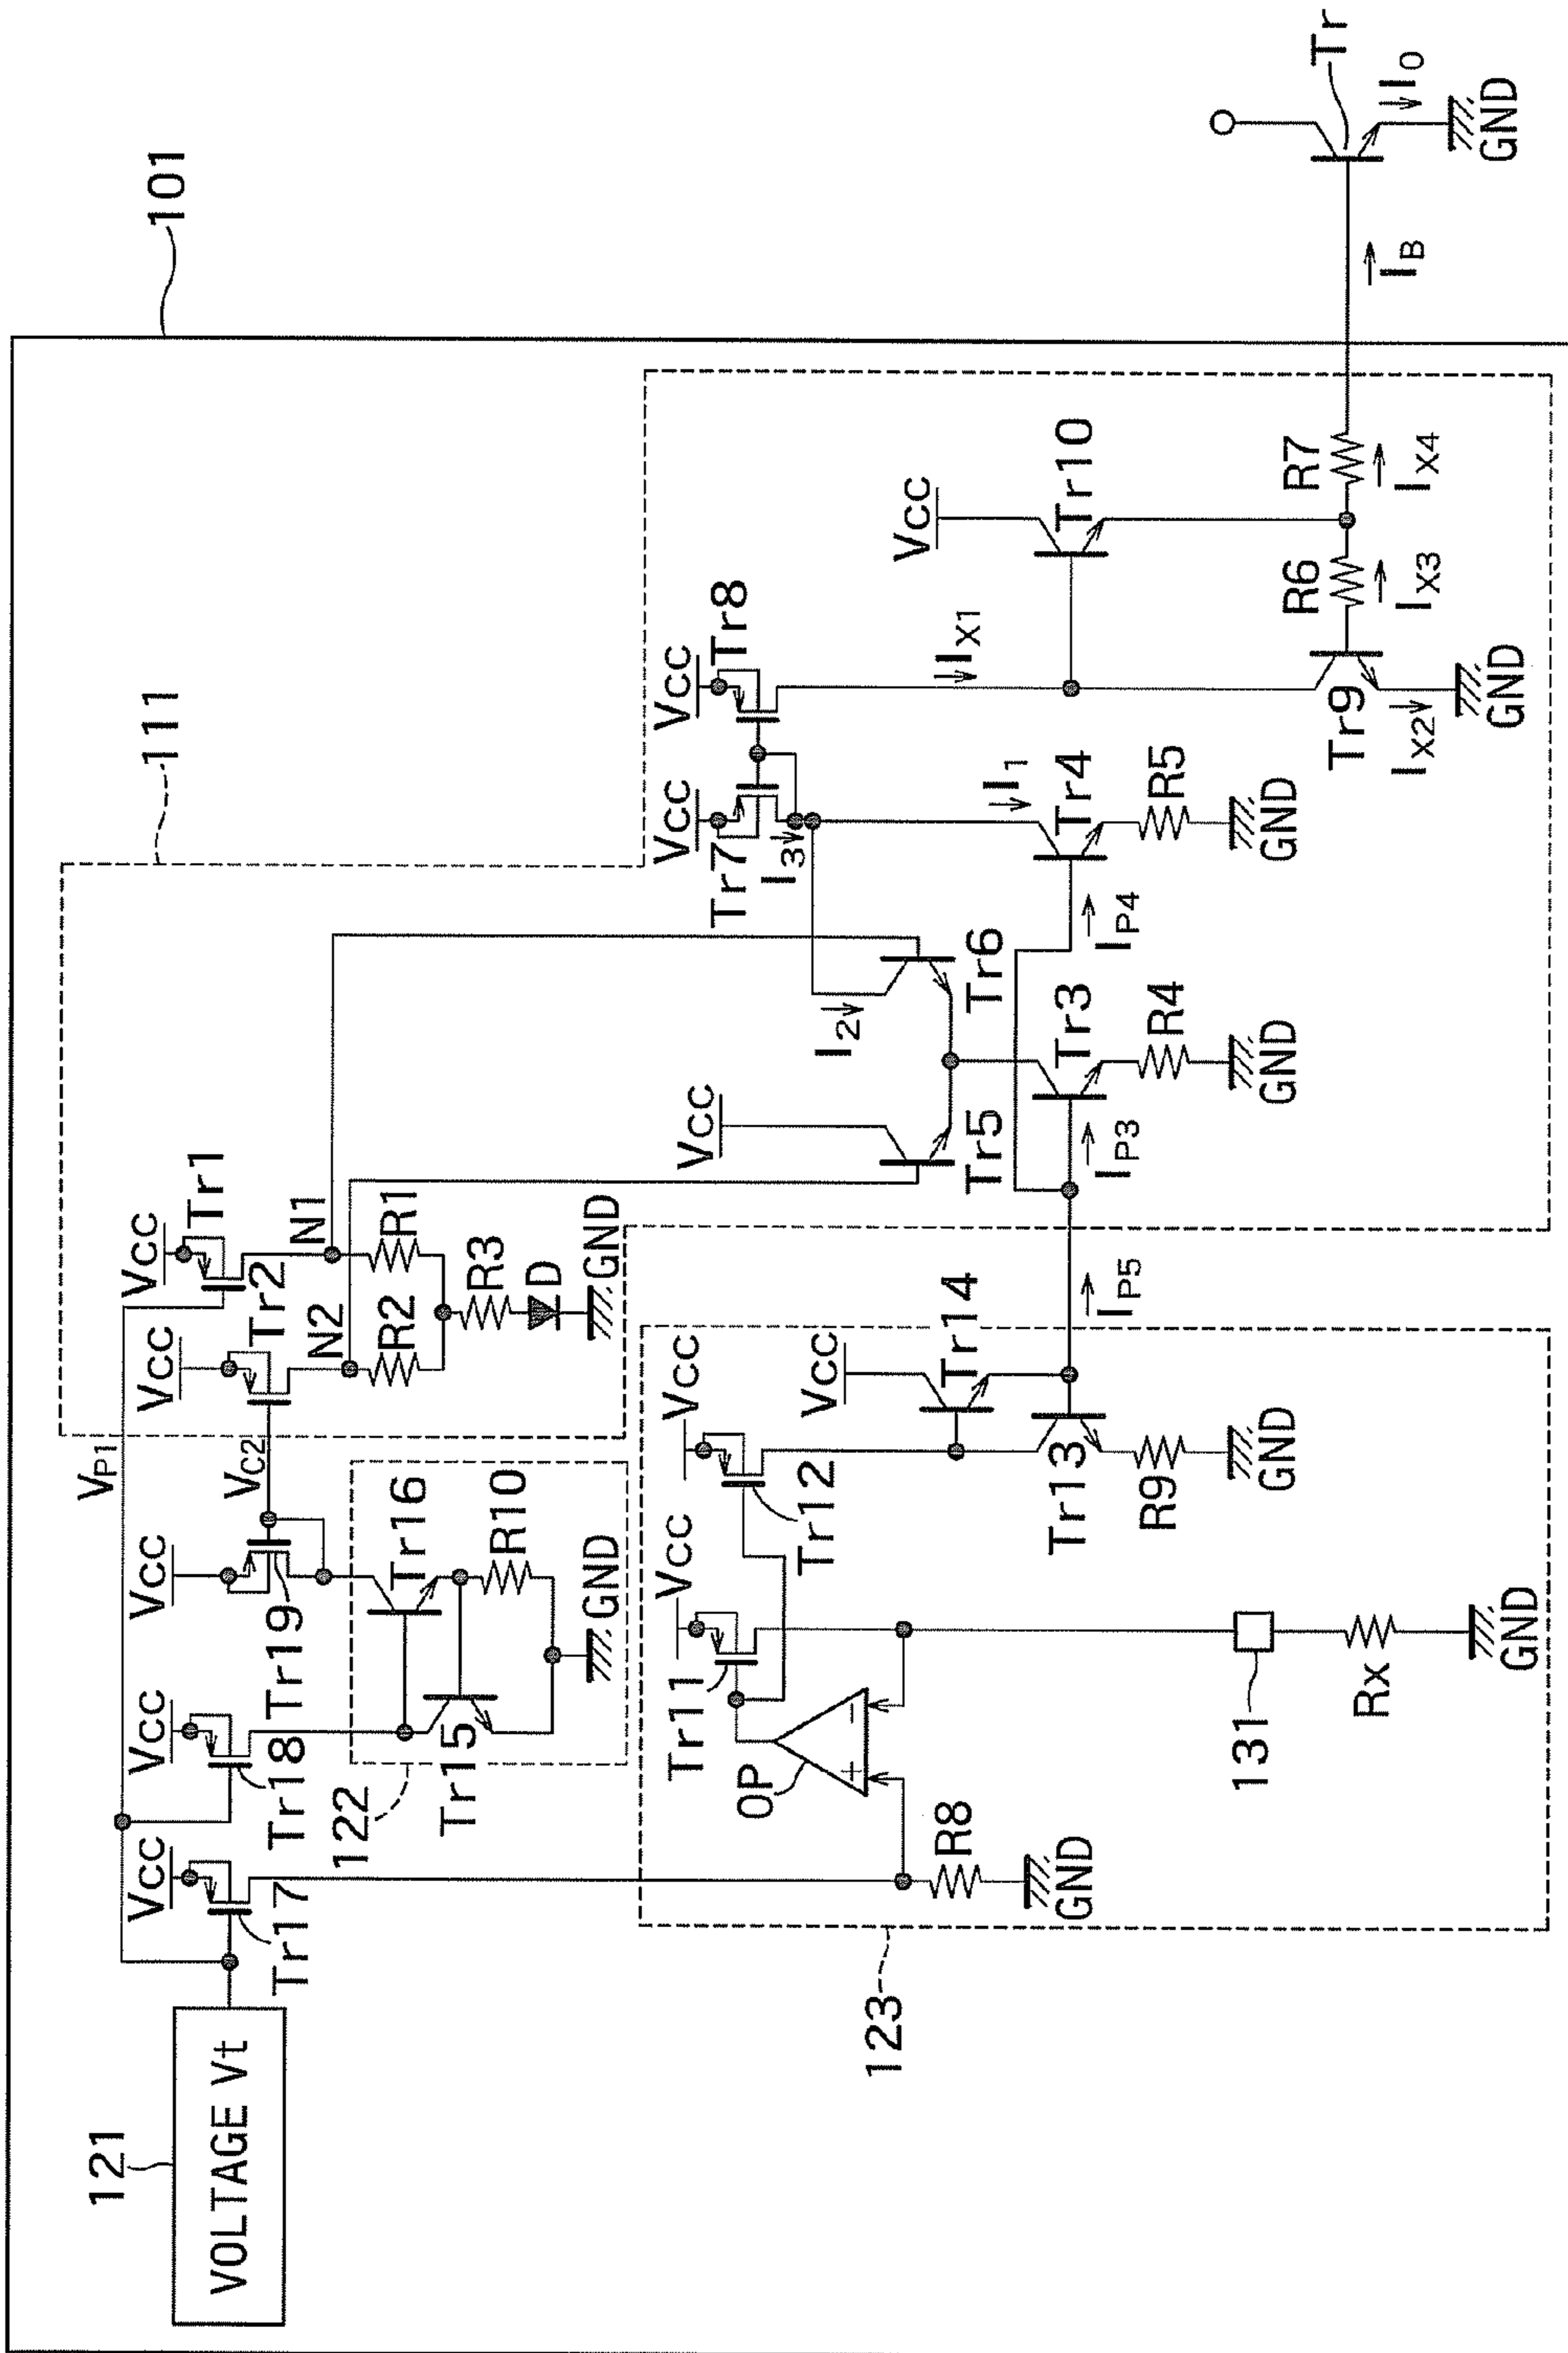 101
121
VOLTAGE Vt
VP1
VC2
111
VCC
Tr17
VCC
Tr18
VCC
Tr19
VCC
Tr2
VCC
Tr1
N2
N1
R2
R1
R3
D
GND
122
Tr16
Tr15
R10
GND
VCC
Tr7
VCC
Tr8
I3
I2
I1
IX1
VCC
Tr5
Tr6
VCC
Tr10
123
R8
GND
OP
Tr11
VCC
Tr12
VCC
VCC
Tr14
Tr13
R9
GND
131
Rx
GND
IP5
IP3
IP4
Tr3
R4
GND
Tr4
R5
GND
Tr9
IX2
GND
R6
IX3
R7
IX4
IB
Tr
IO
GND